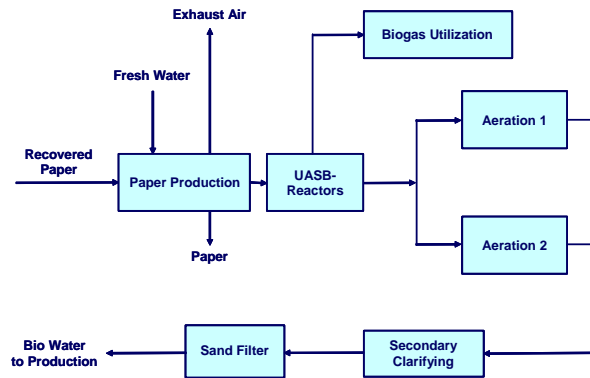 Exhaust Air
Biogas Utilization
Fresh Water
Aeration 1
Recovered
Paper
Paper Production
UASB-
Reactors
Paper
Aeration 2
Bio Water
to Production
Sand Filter
Secondary
Clarifying